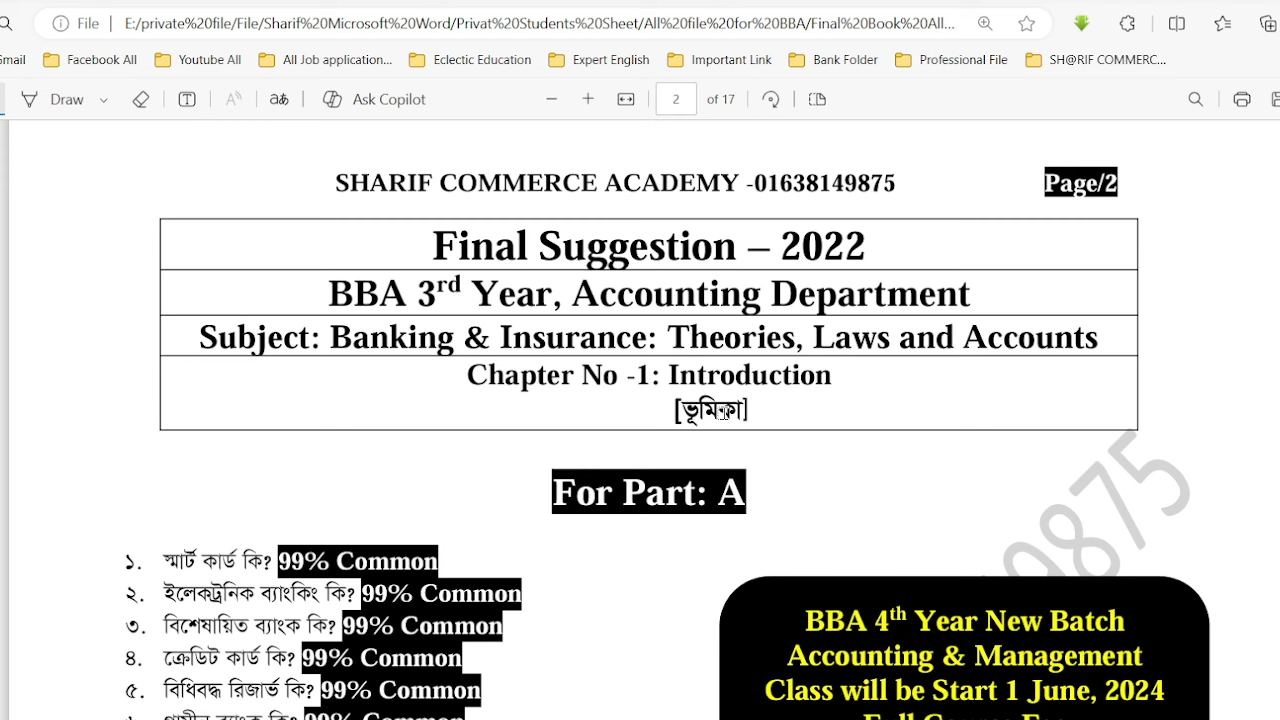 File | E:/private%20file/File/Sharif%20Microsoft%20Word/Privat%20Students%20Sheet/All%20file%20for%20BBA/Final%20Book%20All...
Facebook All Youtube All All Job application... Eclectic Education Expert English Important Link Bank Folder Professional File SH@RIF COMMERC...
Draw Ask Copilot 2 of 17
SHARIF COMMERCE ACADEMY -01638149875 Page/2
Final Suggestion – 2022
BBA 3rd Year, Accounting Department
Subject: Banking & Insurance: Theories, Laws and Accounts
Chapter No -1: Introduction
[ভূমিকা]
For Part: A
১. স্মার্ট কার্ড কি? 99% Common
২. ইলেকট্রনিক ব্যাংকিং কি? 99% Common
৩. বিশেষায়িত ব্যাংক কি? 99% Common
৪. ক্রেডিট কার্ড কি? 99% Common
৫. বিধিবদ্ধ রিজার্ভ কি? 99% Common
BBA 4th Year New Batch
Accounting & Management
Class will be Start 1 June, 2024
9875